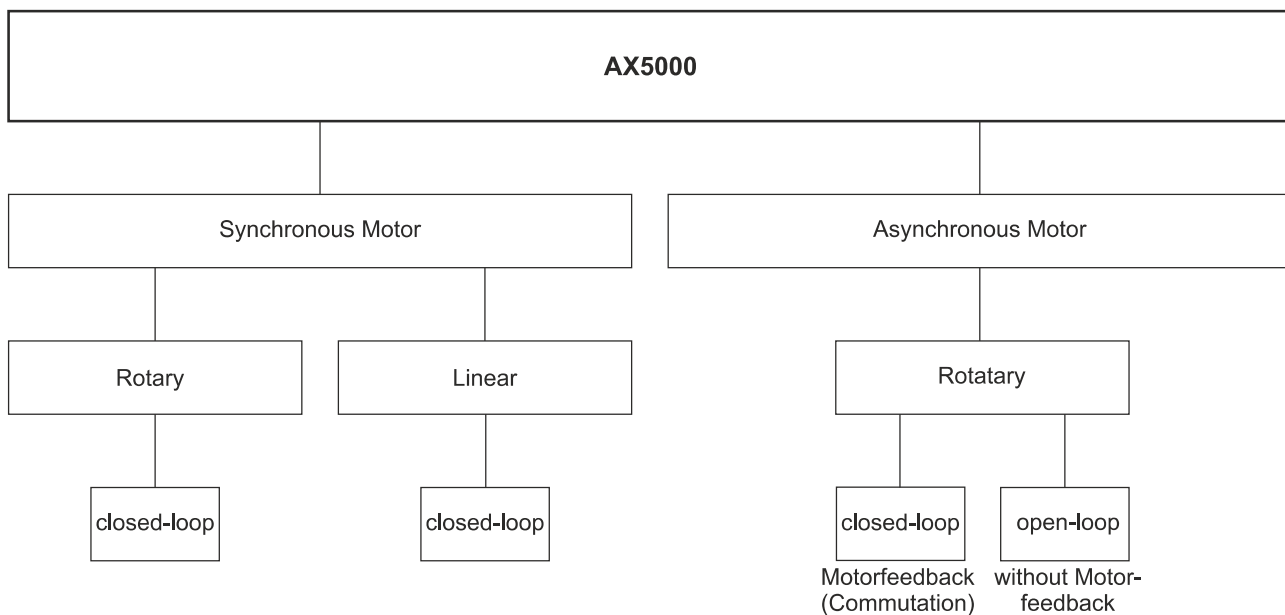 AX5000
Synchronous Motor
Asynchronous Motor
Rotary
Linear
Rotatary
closed-loop
closed-loop
closed-loop
open-loop
Motorfeedback
(Commutation)
without Motor-
feedback